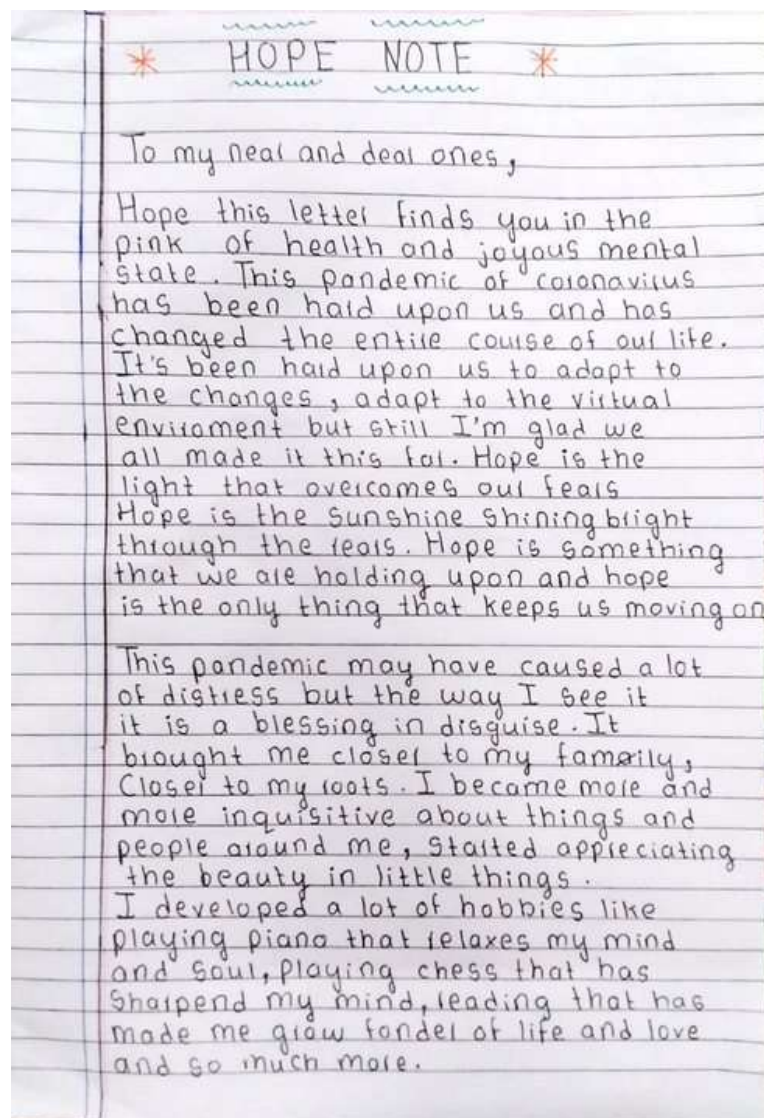 HOPE NOTE
To my near and dear ones,
Hope this letter finds you in the
pink of health and joyous mental
state. This pandemic of coronavirus
has been hard upon us and has
changed the entire course of our life.
It's been hard upon us to adapt to
the changes, adapt to the virtual
enviroment but still I'm glad we
all made it this far. Hope is the
light that overcomes our fears
Hope is the sunshine shining bright
through the tears. Hope is something
that we are holding upon and hope
is the only thing that keeps us moving on
This pandemic may have caused a lot
of distress but the way I see it
it is a blessing in disguise. It
brought me closer to my family,
Closer to my roots. I became more and
more inquisitive about things and
people around me, started appreciating
the beauty in little things.
I developed a lot of hobbies like
playing piano that relaxes my mind
and soul, playing chess that has
sharpend my mind, reading that has
made me grow fonder of life and love
and so much more.